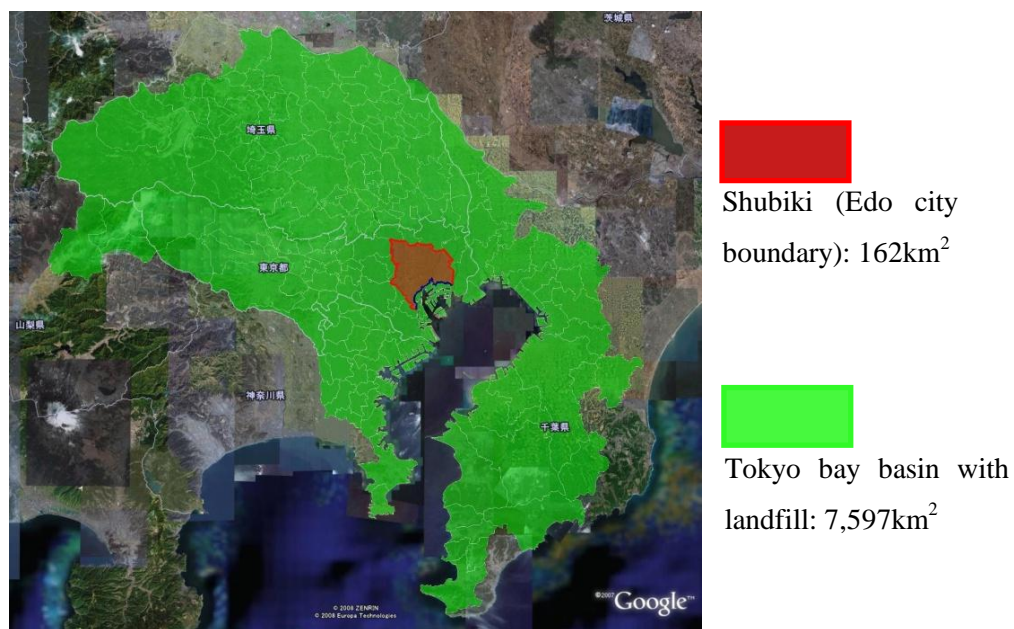 茨城県
埼玉県
東京都
山梨県
神奈川県
千葉県
© 2008 ZENRIN
© 2008 Europa Technologies
©2007 Google™
Shubiki (Edo city
boundary): 162km²
Tokyo bay basin with
landfill: 7,597km²